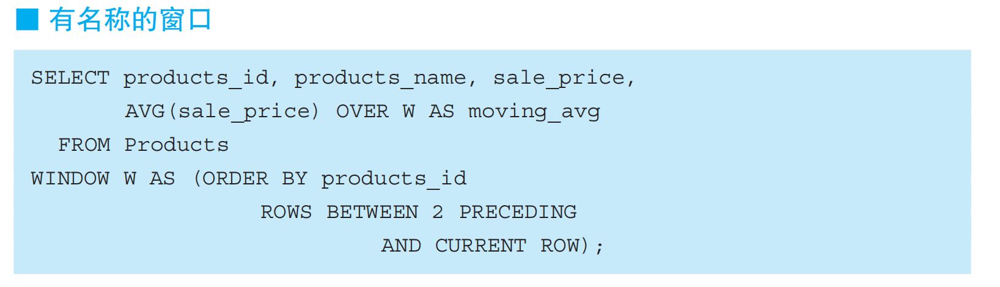 ■ 有名称的窗口
SELECT products_id, products_name, sale_price,
AVG(sale_price) OVER W AS moving_avg
FROM Products
WINDOW W AS (ORDER BY products_id
ROWS BETWEEN 2 PRECEDING
AND CURRENT ROW);